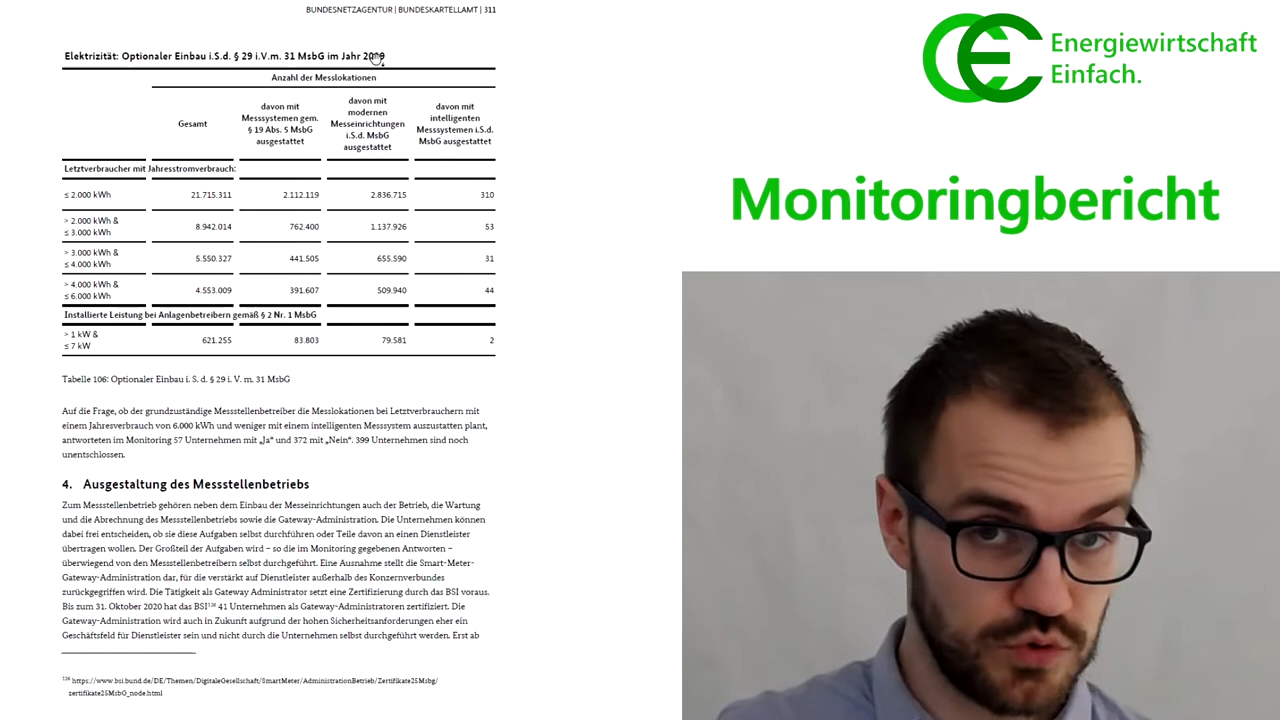 BUNDESNETZAGENTUR | BUNDESKARTELLAMT | 311
Elektrizität: Optionaler Einbau i.S.d. § 29 i.V.m. 31 MsbG im Jahr 2019
Anzahl der Messlokationen
Gesamt
davon mit
Messsystemen gem.
§ 19 Abs. 5 MsbG
ausgestattet
davon mit
modernen
Messeinrichtungen
i.S.d. MsbG
ausgestattet
davon mit
intelligenten
Messsystemen i.S.d.
MsbG ausgestattet
Letztverbraucher mit Jahresstromverbrauch:
≤ 2.000 kWh 21.715.311 2.112.119 2.836.715 310
> 2.000 kWh &
≤ 3.000 kWh 8.942.014 762.400 1.137.926 53
> 3.000 kWh &
≤ 4.000 kWh 5.550.327 441.505 655.590 31
> 4.000 kWh &
≤ 6.000 kWh 4.553.009 391.607 509.940 44
Installierte Leistung bei Anlagenbetreibern gemäß § 2 Nr. 1 MsbG
> 1 kW &
≤ 7 kW 621.255 83.803 79.581 2
Tabelle 106: Optionaler Einbau i. S. d. § 29 i. V. m. 31 MsbG
Auf die Frage, ob der grundzuständige Messstellenbetreiber die Messlokationen bei Letztverbrauchern mit
einem Jahresverbrauch von 6.000 kWh und weniger mit einem intelligenten Messsystem auszustatten plant,
antworteten im Monitoring 57 Unternehmen mit „Ja“ und 372 mit „Nein“. 399 Unternehmen sind noch
unentschlossen.
4. Ausgestaltung des Messstellenbetriebs
Zum Messstellenbetrieb gehören neben dem Einbau der Messeinrichtungen auch der Betrieb, die Wartung
und die Abrechnung des Messstellenbetriebs sowie die Gateway-Administration. Die Unternehmen können
dabei frei entscheiden, ob sie diese Aufgaben selbst durchführen oder Teile davon an einen Dienstleister
übertragen wollen. Der Großteil der Aufgaben wird – so die im Monitoring gegebenen Antworten –
überwiegend von den Messstellenbetreibern selbst durchgeführt. Eine Ausnahme stellt die Smart-Meter-
Gateway-Administration dar, für die verstärkt auf Dienstleister außerhalb des Konzernverbundes
zurückgegriffen wird. Die Tätigkeit als Gateway Administrator setzt eine Zertifizierung durch das BSI voraus.
Bis zum 31. Oktober 2020 hat das BSI¹²⁶ 41 Unternehmen als Gateway-Administratoren zertifiziert. Die
Gateway-Administration wird auch in Zukunft aufgrund der hohen Sicherheitsanforderungen eher ein
Geschäftsfeld für Dienstleister sein und nicht durch die Unternehmen selbst durchgeführt werden. Erst ab
¹²⁶ https://www.bsi.bund.de/DE/Themen/DigitaleGesellschaft/SmartMeter/AdministrationBetrieb/Zertifikate25Msbg/
zertifikate25MsbG_node.html
Energiewirtschaft
Einfach.
Monitoringbericht